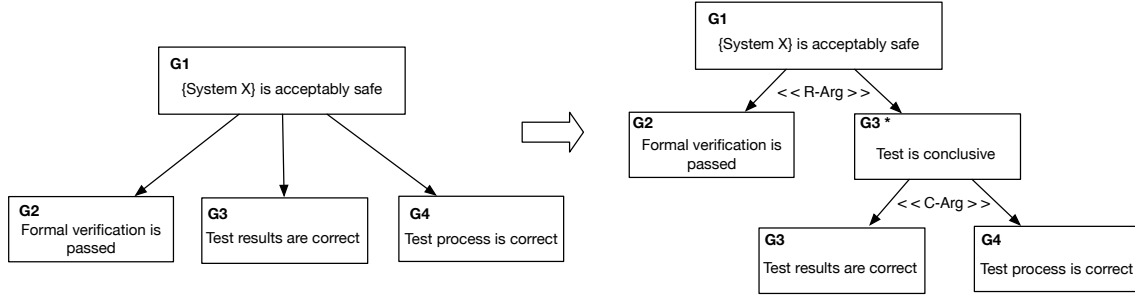 G1
{System X} is acceptably safe
G2
Formal verification is
passed
G3
Test results are correct
G4
Test process is correct
G1
{System X} is acceptably safe
<< R-Arg >>
G2
Formal verification is
passed
G3 *
Test is conclusive
<< C-Arg >>
G3
Test results are correct
G4
Test process is correct